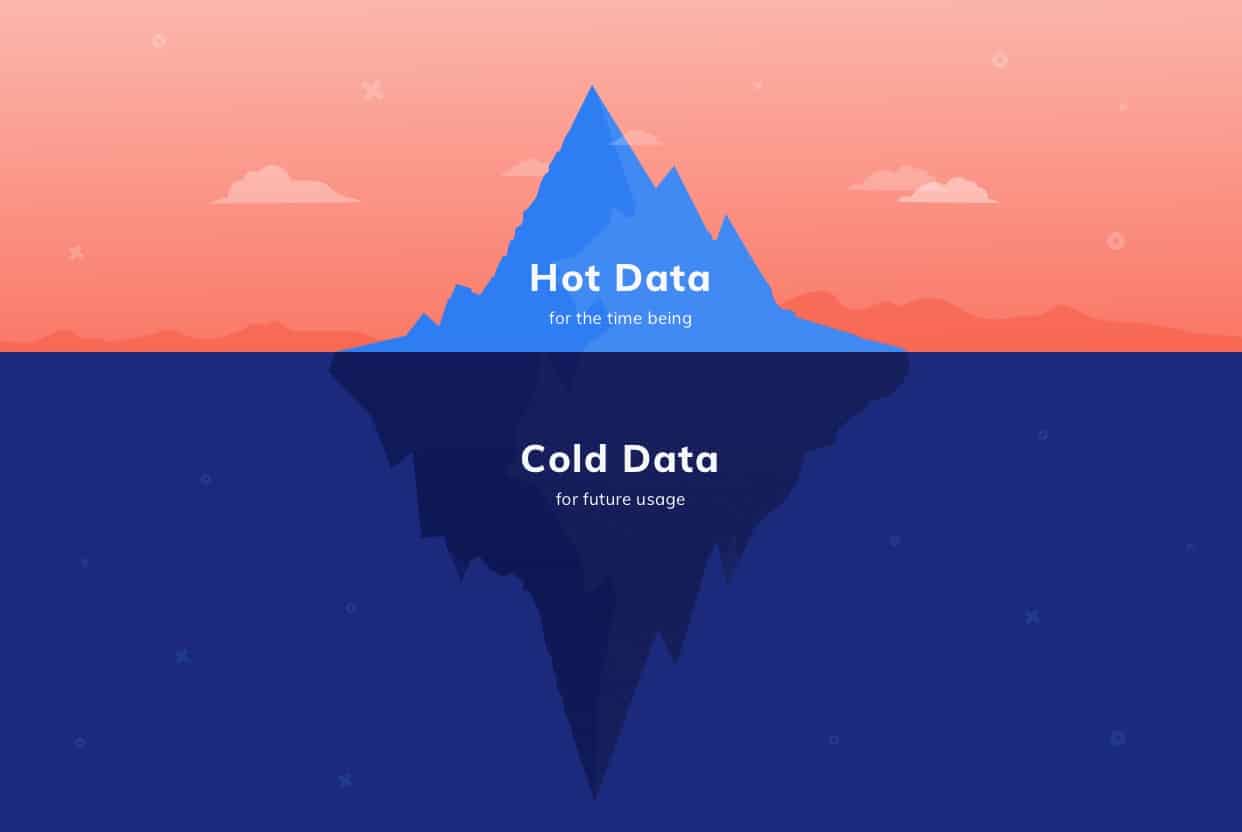 Hot Data
for the time being
Cold Data
for future usage